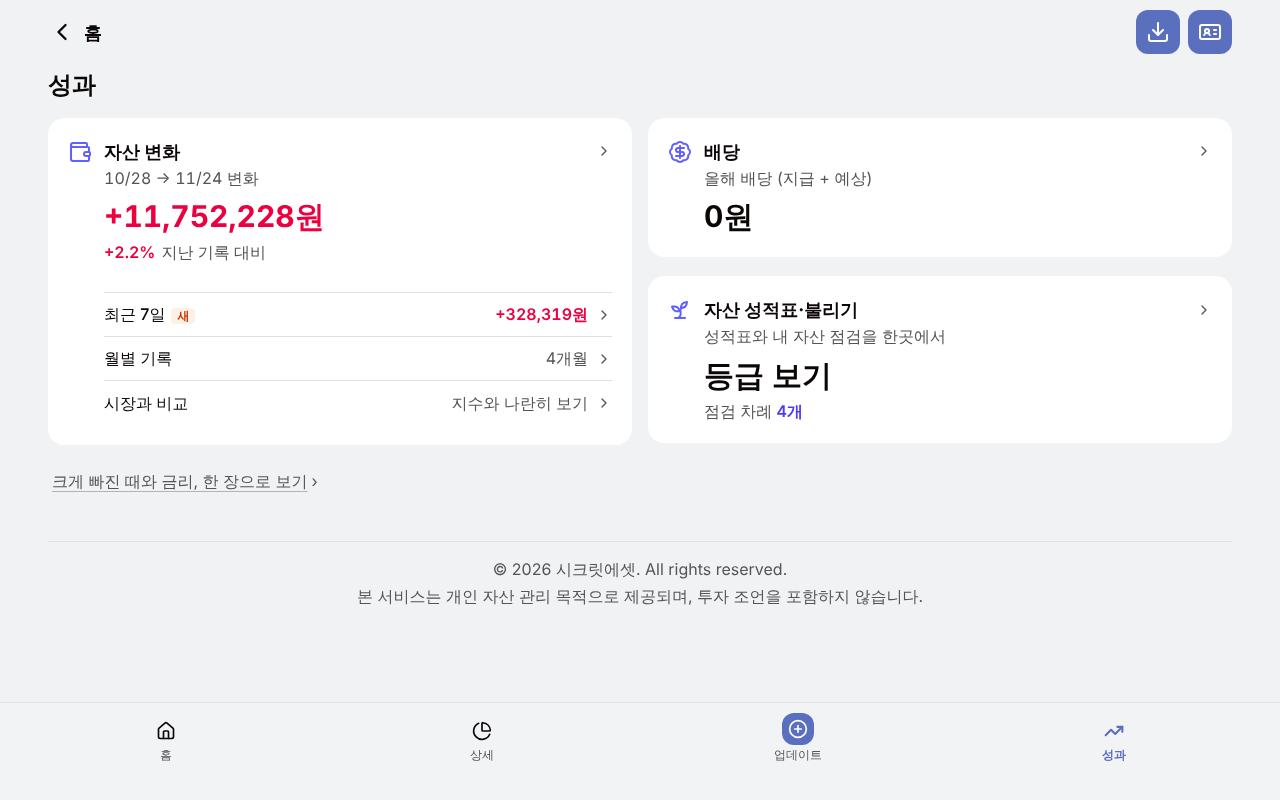 홈
성과
자산 변화
10/28 → 11/24 변화
+11,752,228원
+2.2% 지난 기록 대비
최근 7일 새 +328,319원
월별 기록 4개월
시장과 비교 지수와 나란히 보기
배당
올해 배당 (지급 + 예상)
0원
자산 성적표·불리기
성적표와 내 자산 점검을 한곳에서
등급 보기
점검 차례 4개
크게 빠진 때와 금리, 한 장으로 보기 ›
© 2026 시크릿에셋. All rights reserved.
본 서비스는 개인 자산 관리 목적으로 제공되며, 투자 조언을 포함하지 않습니다.
홈 상세 업데이트 성과